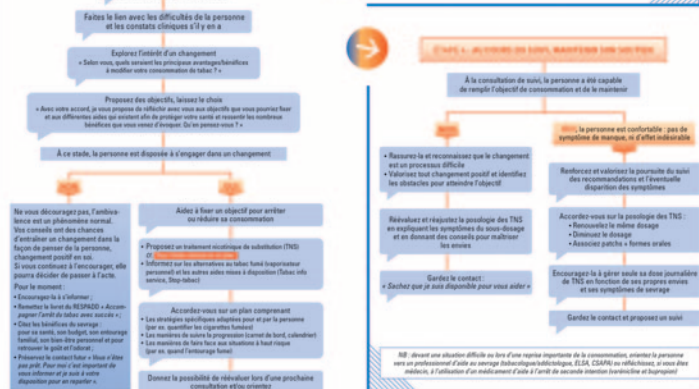 Faites le lien avec les difficultés de la personne
et les constats cliniques s'il y en a
Explorez l'intérêt d'un changement
« Selon vous, quels seraient les principaux avantages/bénéfices
à modifier votre consommation de tabac ? »
Proposez des objectifs, laissez le choix
« Avec votre accord, je vous propose de réfléchir avec vous aux objectifs que vous pourriez fixer
et aux différentes aides qui existent afin de protéger votre santé et ressentir les nombreux
bénéfices que vous venez d'évoquer. Qu'en pensez-vous ? »
À ce stade, la personne est disposée à s'engager dans un changement
NON
OUI
Ne vous découragez pas, l'ambiva-
lence est un phénomène normal.
Vos conseils ont des chances
d'entraîner un changement dans la
façon de penser de la personne,
changement positif en soi.
Si vous continuez à l'encourager, elle
pourra décider de passer à l'acte.
Pour le moment :
• Encouragez-la à s'informer ;
• Remettez le livret du RESPADD « Accom-
pagner l'arrêt du tabac avec succès » ;
• Citez les bénéfices du sevrage :
pour sa santé, son budget, son entourage
familial, son bien-être personnel et pour
retrouver le goût et l'odorat ;
• Préservez le contact futur « Vous n'êtes
pas prêt. Pour moi c'est important de
vous informer et je suis à votre
disposition pour en reparler ».
Aidez à fixer un objectif pour arrêter
ou réduire sa consommation
• Proposez un traitement nicotinique de substitution (TNS)
• Informez sur les alternatives au tabac fumé (vaporisateur
personnel) et les autres aides mises à disposition (Tabac info
service, Stop-tabac)
Accordez-vous sur un plan comprenant
• Les stratégies spécifiques adaptées pour et par la personne
(par ex. quantifier les cigarettes fumées)
• Les manières de suivre la progression (carnet de bord, calendrier)
• Les manières de faire face aux situations à haut risque
(par ex. quand l'entourage fume)
Donnez la possibilité de réévaluer lors d'une prochaine
consultation et/ou orientez
À la consultation de suivi, la personne a été capable
de remplir l'objectif de consommation et de le maintenir
NON
OUI, la personne est confortable : pas de
symptôme de manque, ni d'effet indésirable
• Rassurez-la et reconnaissez que le changement
est un processus difficile
• Valorisez tout changement positif et identifiez
les obstacles pour atteindre l'objectif
Réévaluez et réajustez la posologie des TNS
en expliquant les symptômes du sous-dosage
et en donnant des conseils pour maîtriser
les envies
Gardez le contact :
« Sachez que je suis disponible pour vous aider »
Renforcez et valorisez la poursuite du suivi
des recommandations et l'éventuelle
disparition des symptômes
Accordez-vous sur la posologie des TNS :
• Renouvelez le même dosage
• Diminuez le dosage
• Associez patchs + formes orales
Encouragez-la à gérer seule sa dose journalière
de TNS en fonction de ses propres envies
et ses symptômes de sevrage
Gardez le contact et proposez un suivi
NB : devant une situation difficile ou lors d'une reprise importante de la consommation, orientez la personne
vers un professionnel d'aide au sevrage (tabacologue/addictologue, ELSA, CSAPA) ou réfléchissez, si vous êtes
médecin, à l'utilisation d'un médicament d'aide à l'arrêt de seconde intention (varénicline et bupropion)